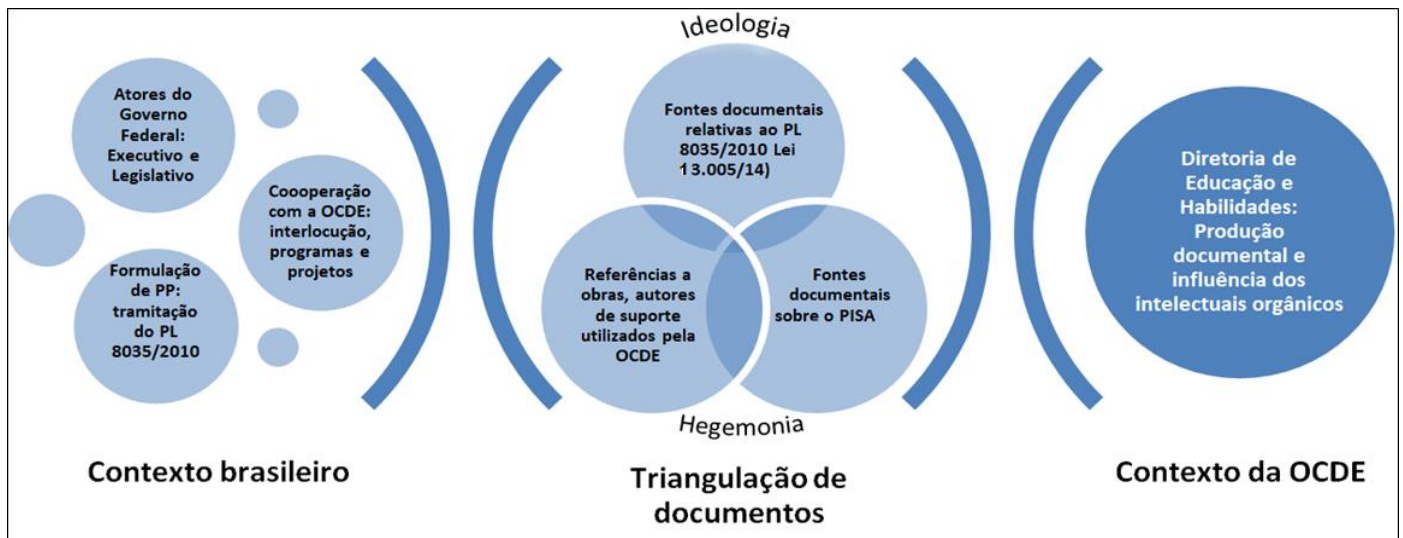 Atores do
Governo
Federal:
Executivo e
Legislativo
Coooperação
com a OCDE:
interlocução,
programas e
projetos
Formulação
de PP:
tramitação
do PL
8035/2010
Contexto brasileiro
Ideologia
Fontes documentais
relativas ao PL
8035/2010 Lei
13.005/14)
Referências a
obras, autores
de suporte
utilizados pela
OCDE
Fontes
documentais
sobre o PISA
Hegemonia
Triangulação de
documentos
Diretoria de
Educação e
Habilidades:
Produção
documental e
influência dos
intelectuais orgânicos
Contexto da OCDE